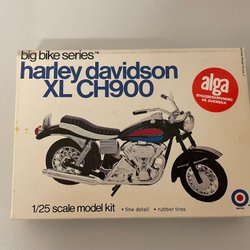 big bike series™
harley davidson
XL CH900
alga
BYGGBESKRIVNING
PÅ SVENSKA
1/25 scale model kit
• fine detail • rubber tires